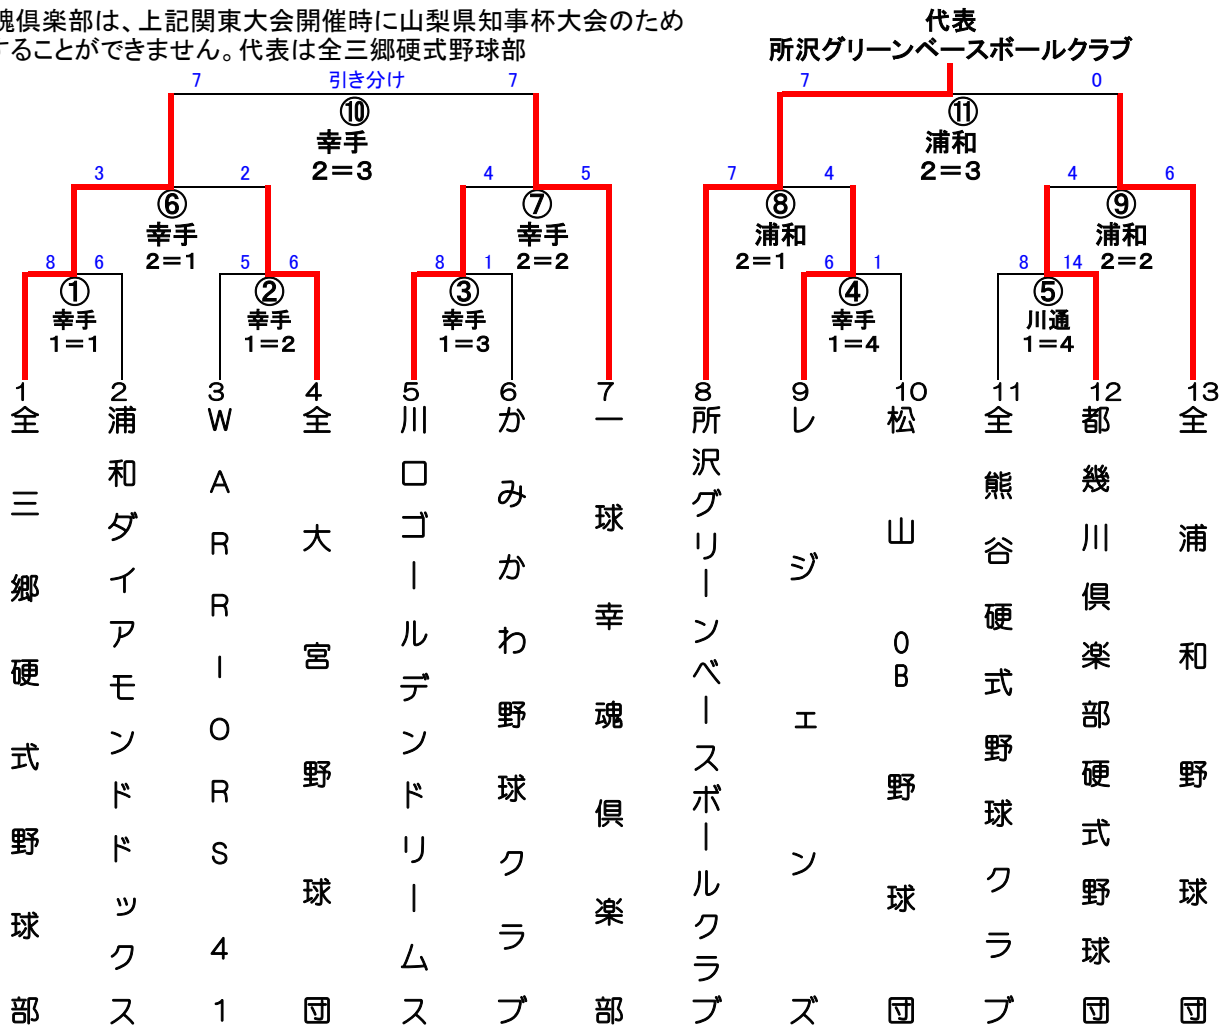 魂倶楽部は、上記関東大会開催時に山梨県知事杯大会のため
することができません。代表は全三郷硬式野球部
代表
所沢グリーンベースボールクラブ
7 引き分け 7
⑩
幸手
2=3
7 0
⑪
浦和
2=3
3 2
⑥
幸手
2=1
4 5
⑦
幸手
2=2
7 4
⑧
浦和
2=1
4 6
⑨
浦和
2=2
8 6
①
幸手
1=1
5 6
②
幸手
1=2
8 1
③
幸手
1=3
6 1
④
幸手
1=4
8 14
⑤
川通
1=4
1 全三郷硬式野球部
2 浦和ダイアモンドドックス
3 WARRIORS 41
4 全大宮野球団
5 川口ゴールデンドリームス
6 かみかわ野球クラブ
7 一球幸魂倶楽部
8 所沢グリーンベースボールクラブ
9 レジェンズ
10 松山OB野球団
11 全熊谷硬式野球クラブ
12 都幾川倶楽部硬式野球団
13 全浦和野球団